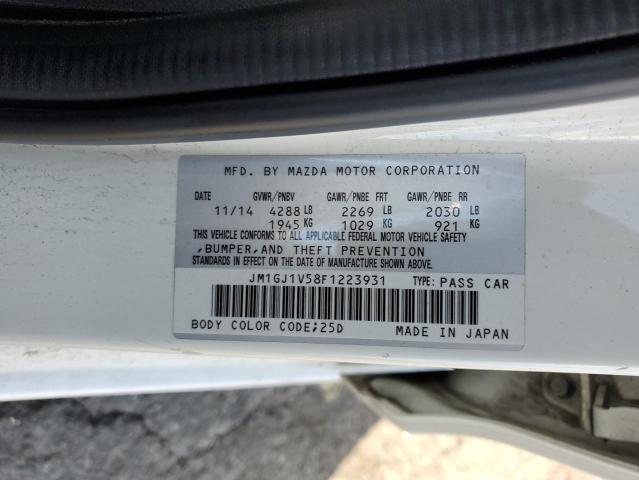 MFD. BY MAZDA MOTOR CORPORATION
DATE GVWR/PNBV GAWR/PNBE FRT GAWR/PNBE RR
11/14 4288 LB 2269 LB 2030 LB
1945 KG 1029 KG 921 KG
THIS VEHICLE CONFORMS TO ALL APPLICABLE FEDERAL MOTOR VEHICLE SAFETY
,BUMPER,AND THEFT PREVENTION
STANDARDS IN EFFECT ON THE DATE OF MANUFACTURE SHOWN ABOVE.
JM1GJ1V58F1223931 TYPE: PASS CAR
BODY COLOR CODE;25D MADE IN JAPAN